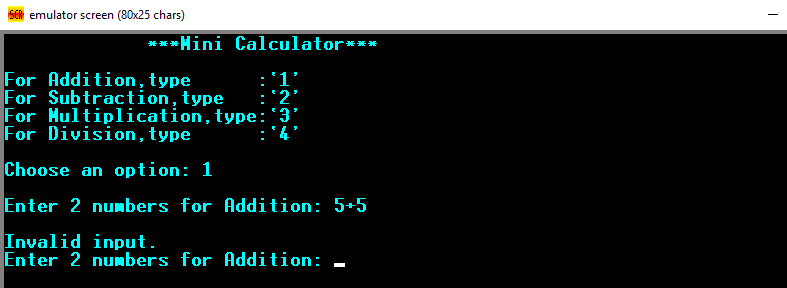 emulator screen (80x25 chars)
***Mini Calculator***
For Addition,type      :'1'
For Subtraction,type   :'2'
For Multiplication,type:'3'
For Division,type      :'4'
Choose an option: 1
Enter 2 numbers for Addition: 5+5
Invalid input.
Enter 2 numbers for Addition: _